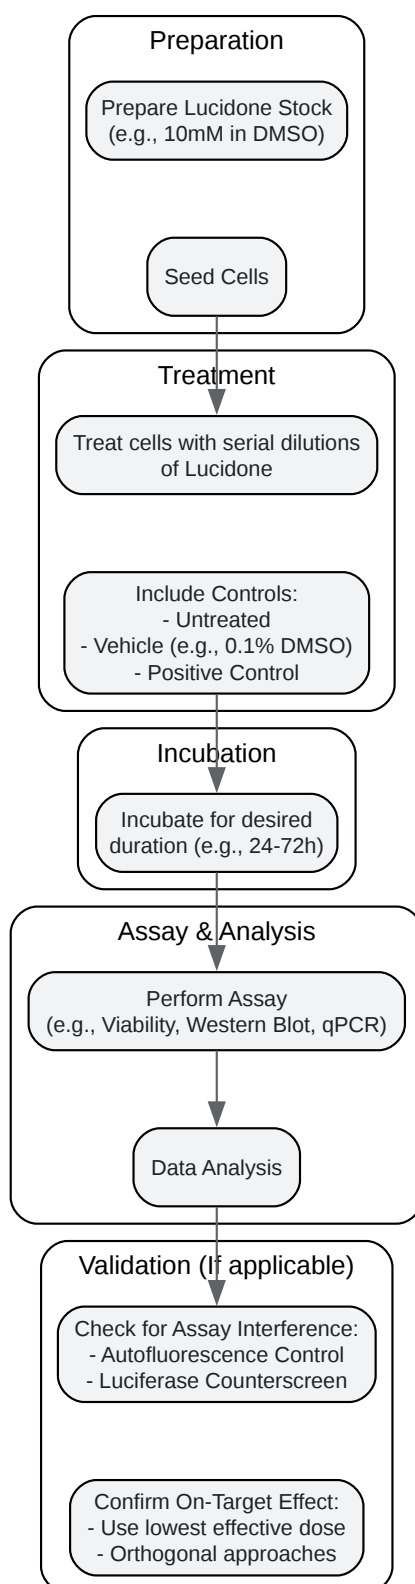 Preparation
Prepare Lucidone Stock
(e.g., 10mM in DMSO)
Seed Cells
Treatment
Treat cells with serial dilutions
of Lucidone
Include Controls:
- Untreated
- Vehicle (e.g., 0.1% DMSO)
- Positive Control
Incubation
Incubate for desired
duration (e.g., 24-72h)
Assay & Analysis
Perform Assay
(e.g., Viability, Western Blot, qPCR)
Data Analysis
Validation (If applicable)
Check for Assay Interference:
- Autofluorescence Control
- Luciferase Counterscreen
Confirm On-Target Effect:
- Use lowest effective dose
- Orthogonal approaches